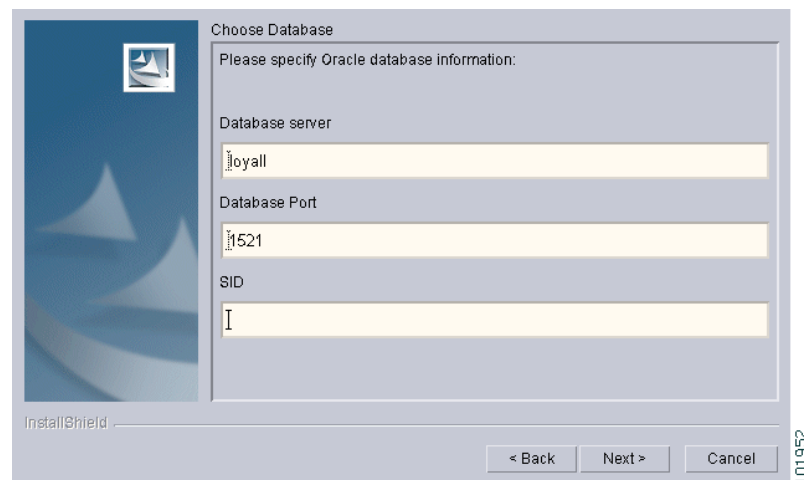 Choose Database
Please specify Oracle database information:
Database server
loyall
Database Port
1521
SID
InstallShield
< Back
Next >
Cancel
01952